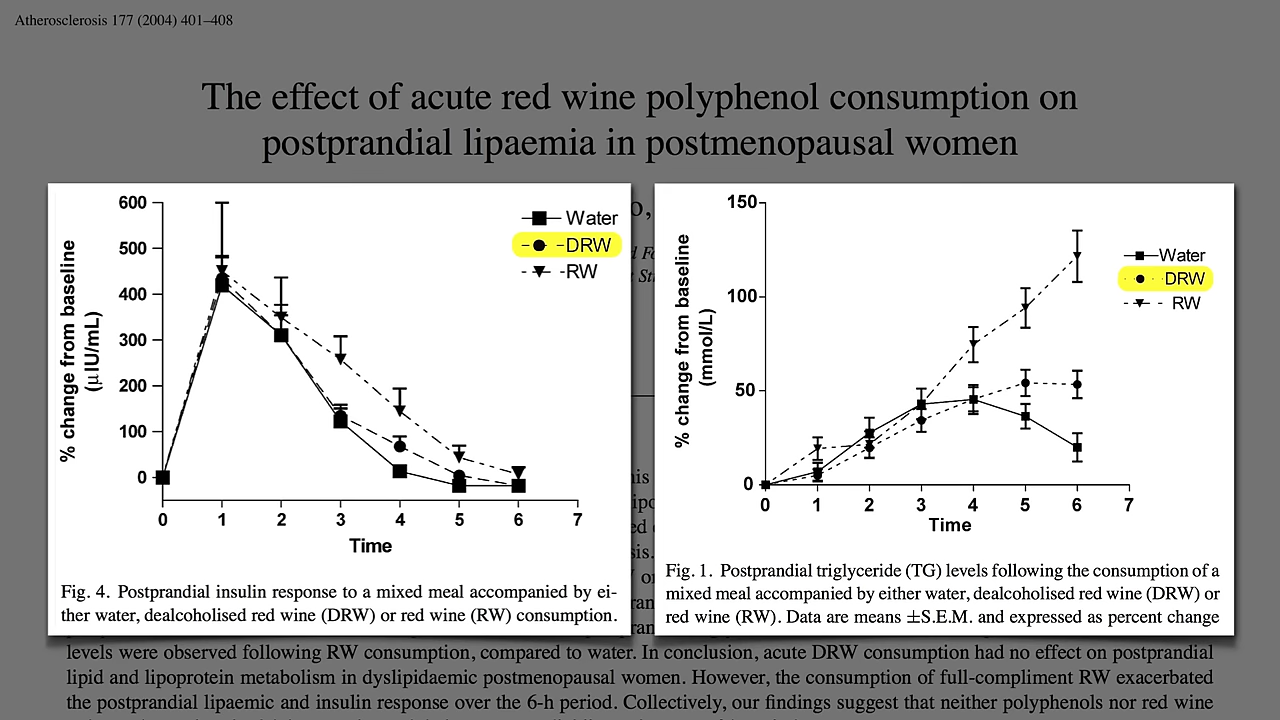 Atherosclerosis 177 (2004) 401–408
The effect of acute red wine polyphenol consumption on
postprandial lipaemia in postmenopausal women
600
500
400
300
200
100
0
% change from baseline
(μIU/mL)
Water
DRW
RW
0 1 2 3 4 5 6 7
Time
Fig. 4. Postprandial insulin response to a mixed meal accompanied by ei-
ther water, dealcoholised red wine (DRW) or red wine (RW) consumption.
150
100
50
0
% change from baseline
(mmol/L)
Water
DRW
RW
0 1 2 3 4 5 6 7
Time
Fig. 1. Postprandial triglyceride (TG) levels following the consumption of a
mixed meal accompanied by either water, dealcoholised red wine (DRW) or
red wine (RW). Data are means ±S.E.M. and expressed as percent change
levels were observed following RW consumption, compared to water. In conclusion, acute DRW consumption had no effect on postprandial
lipid and lipoprotein metabolism in dyslipidaemic postmenopausal women. However, the consumption of full-compliment RW exacerbated
the postprandial lipaemic and insulin response over the 6-h period. Collectively, our findings suggest that neither polyphenols nor red wine